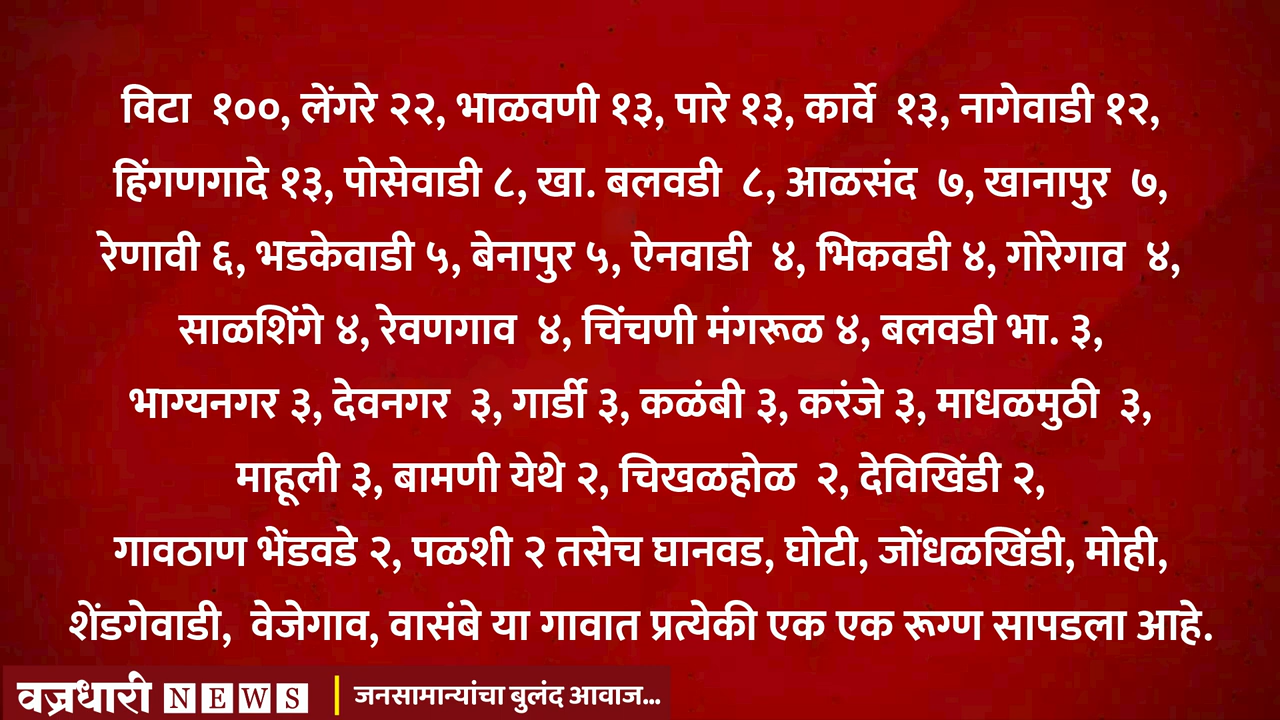 विटा १००, लेंगरे २२, भाळवणी १३, पारे १३, कार्वे १३, नागेवाडी १२,
हिंगणगादे १३, पोसेवाडी ८, खा. बलवडी ८, आळसंद ७, खानापुर ७,
रेणावी ६, भडकेवाडी ५, बेनापुर ५, ऐनवाडी ४, भिकवडी ४, गोरेगाव ४,
साळशिंगे ४, रेवणगाव ४, चिंचणी मंगरूळ ४, बलवडी भा. ३,
भाग्यनगर ३, देवनगर ३, गार्डी ३, कळंबी ३, करंजे ३, माधळमुठी ३,
माहूली ३, बामणी येथे २, चिखळहोळ २, देविखिंडी २,
गावठाण भेंडवडे २, पळशी २ तसेच घानवड, घोटी, जोंधळखिंडी, मोही,
शेंडगेवाडी, वेजेगाव, वासंबे या गावात प्रत्येकी एक एक रूग्ण सापडला आहे.
वज्रधारी NEWS जनसामान्यांचा बुलंद आवाज...